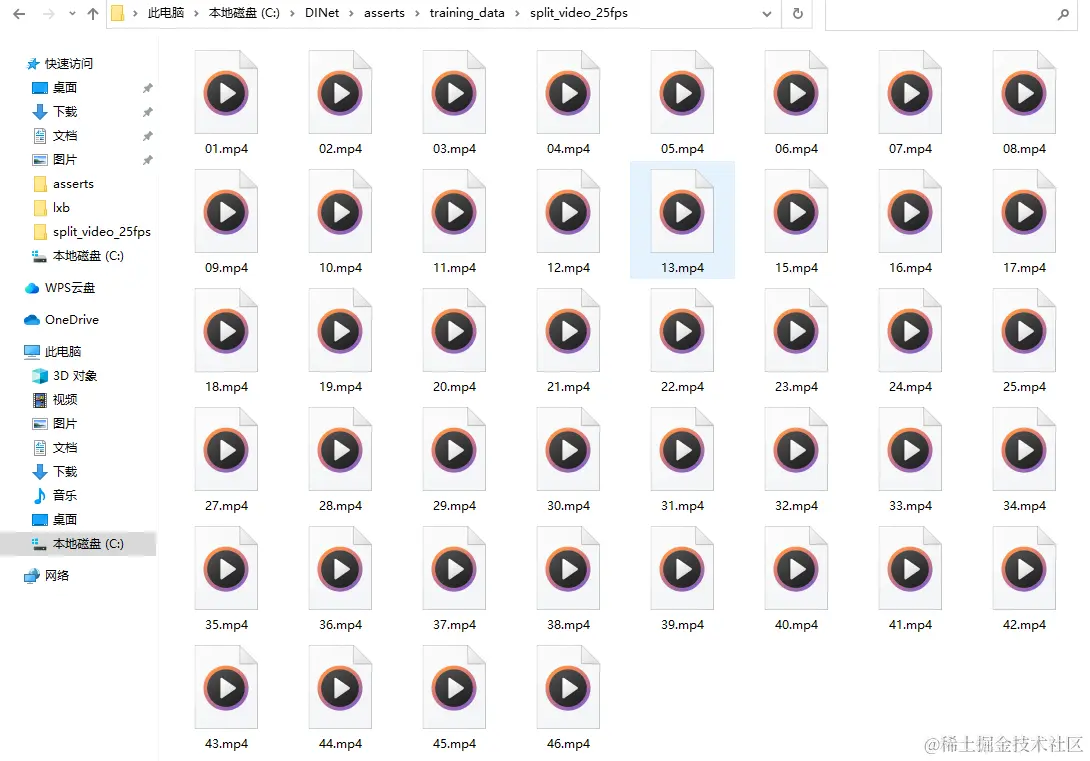 此电脑 › 本地磁盘 (C:) › DINet › asserts › training_data › split_video_25fps
快速访问
桌面
下载
文档
图片
asserts
lxb
split_video_25fps
本地磁盘 (C:)
WPS云盘
OneDrive
此电脑
3D 对象
视频
图片
文档
下载
音乐
桌面
本地磁盘 (C:)
网络
01.mp4 02.mp4 03.mp4 04.mp4 05.mp4 06.mp4 07.mp4 08.mp4
09.mp4 10.mp4 11.mp4 12.mp4 13.mp4 15.mp4 16.mp4 17.mp4
18.mp4 19.mp4 20.mp4 21.mp4 22.mp4 23.mp4 24.mp4 25.mp4
27.mp4 28.mp4 29.mp4 30.mp4 31.mp4 32.mp4 33.mp4 34.mp4
35.mp4 36.mp4 37.mp4 38.mp4 39.mp4 40.mp4 41.mp4 42.mp4
43.mp4 44.mp4 45.mp4 46.mp4
@稀土掘金技术社区